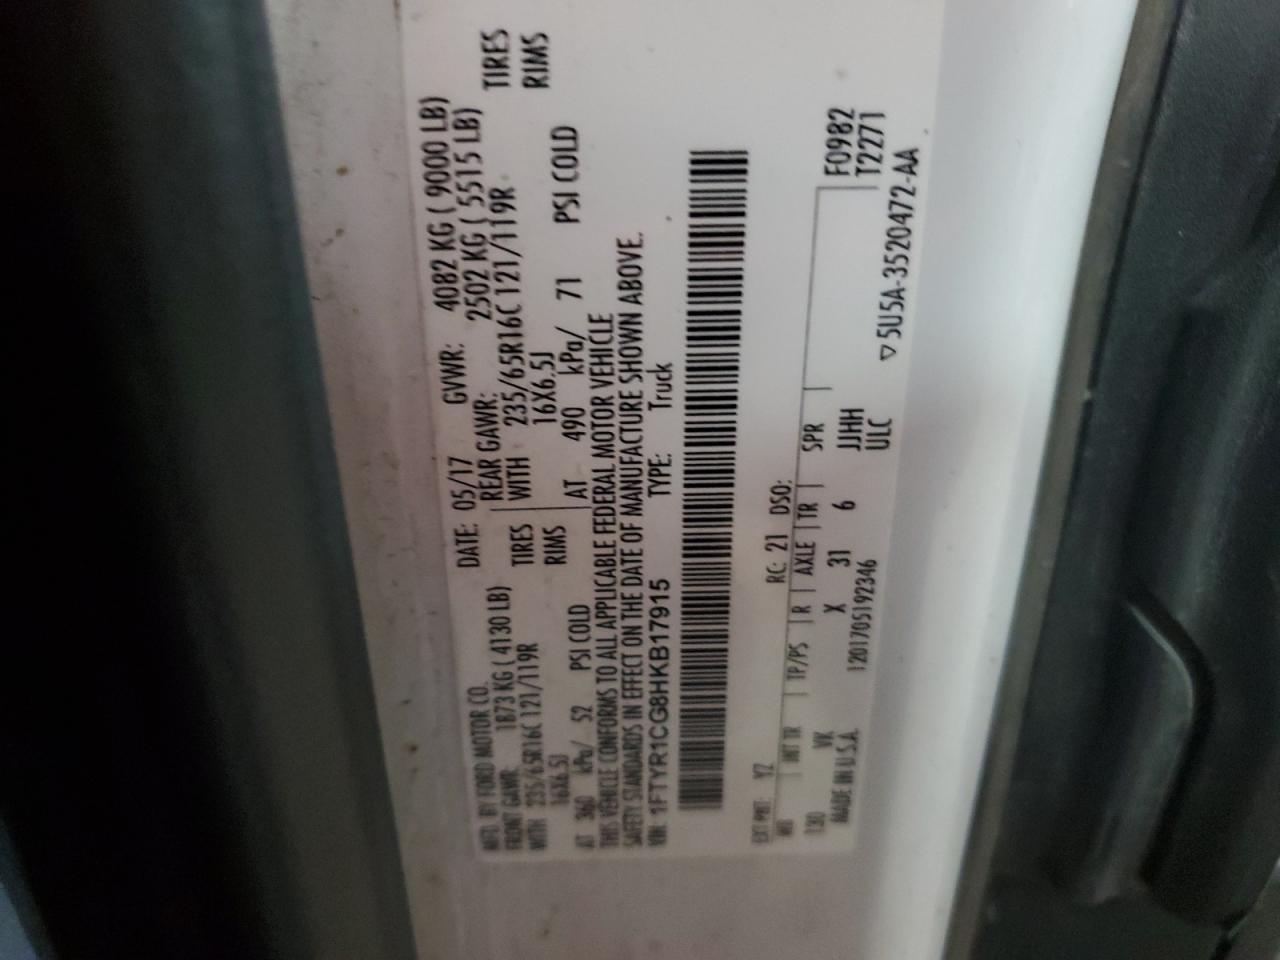 MFD. BY FORD MOTOR CO.
DATE: 05/17 GVWR: 4082 KG ( 9000 LB)
FRONT GAWR: 1873 KG ( 4130 LB) REAR GAWR: 2502 KG ( 5515 LB)
WITH 235/65R16C 121/119R TIRES WITH 235/65R16C 121/119R TIRES
16X6.5J RIMS 16X6.5J RIMS
AT 360 kPa/ 52 PSI COLD AT 490 kPa/ 71 PSI COLD
THIS VEHICLE CONFORMS TO ALL APPLICABLE FEDERAL MOTOR VEHICLE
SAFETY STANDARDS IN EFFECT ON THE DATE OF MANUFACTURE SHOWN ABOVE.
VIN: 1FTYR1CG8HKB17915 TYPE: Truck
EXT PNT: YZ RC: 21 DSO:
WB INT TR TP/PS R AXLE TR SPR
130 VK X 31 6 JJHH
F0982
T2271
MADE IN U.S.A. 1201705192346 ULC
▽5U5A-3520472-AA